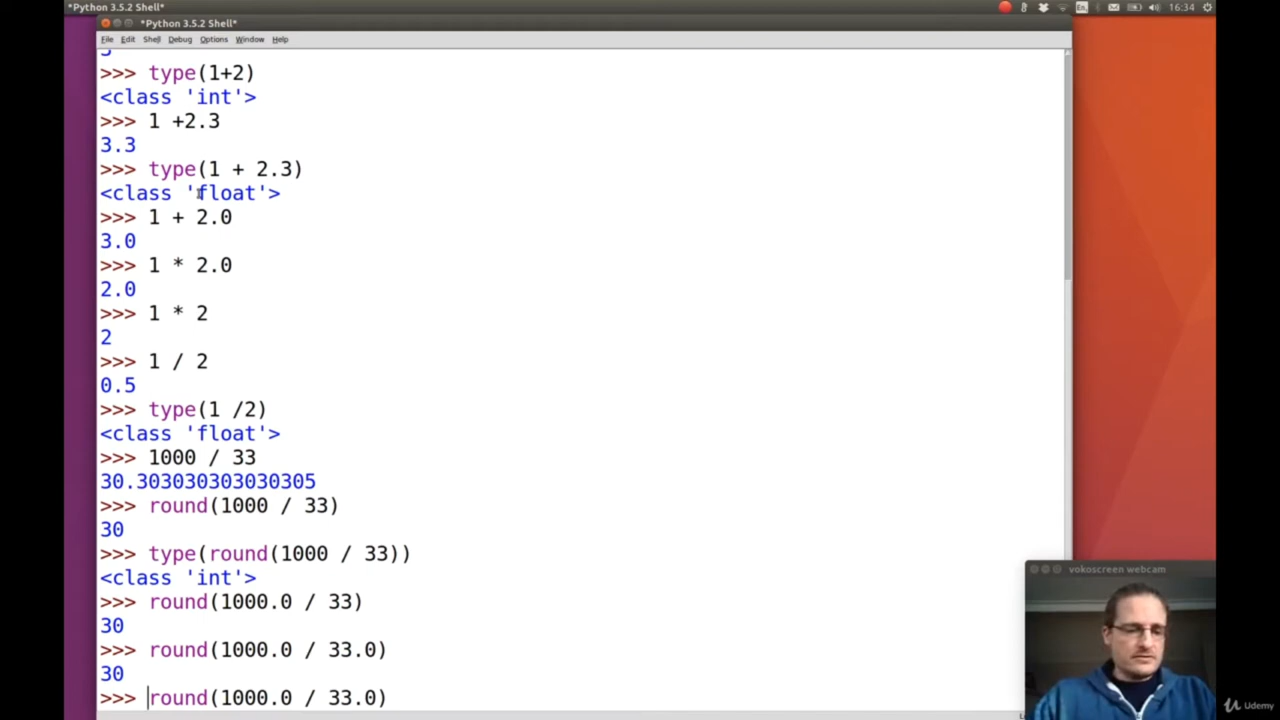 *Python 3.5.2 Shell*
En
16:34
*Python 3.5.2 Shell*
File Edit Shell Debug Options Window Help
>>> type(1+2)
<class 'int'>
>>> 1 +2.3
3.3
>>> type(1 + 2.3)
<class 'float'>
>>> 1 + 2.0
3.0
>>> 1 * 2.0
2.0
>>> 1 * 2
2
>>> 1 / 2
0.5
>>> type(1 /2)
<class 'float'>
>>> 1000 / 33
30.303030303030305
>>> round(1000 / 33)
30
>>> type(round(1000 / 33))
<class 'int'>
>>> round(1000.0 / 33)
30
>>> round(1000.0 / 33.0)
30
>>> round(1000.0 / 33.0)
vokoscreen webcam
Udemy